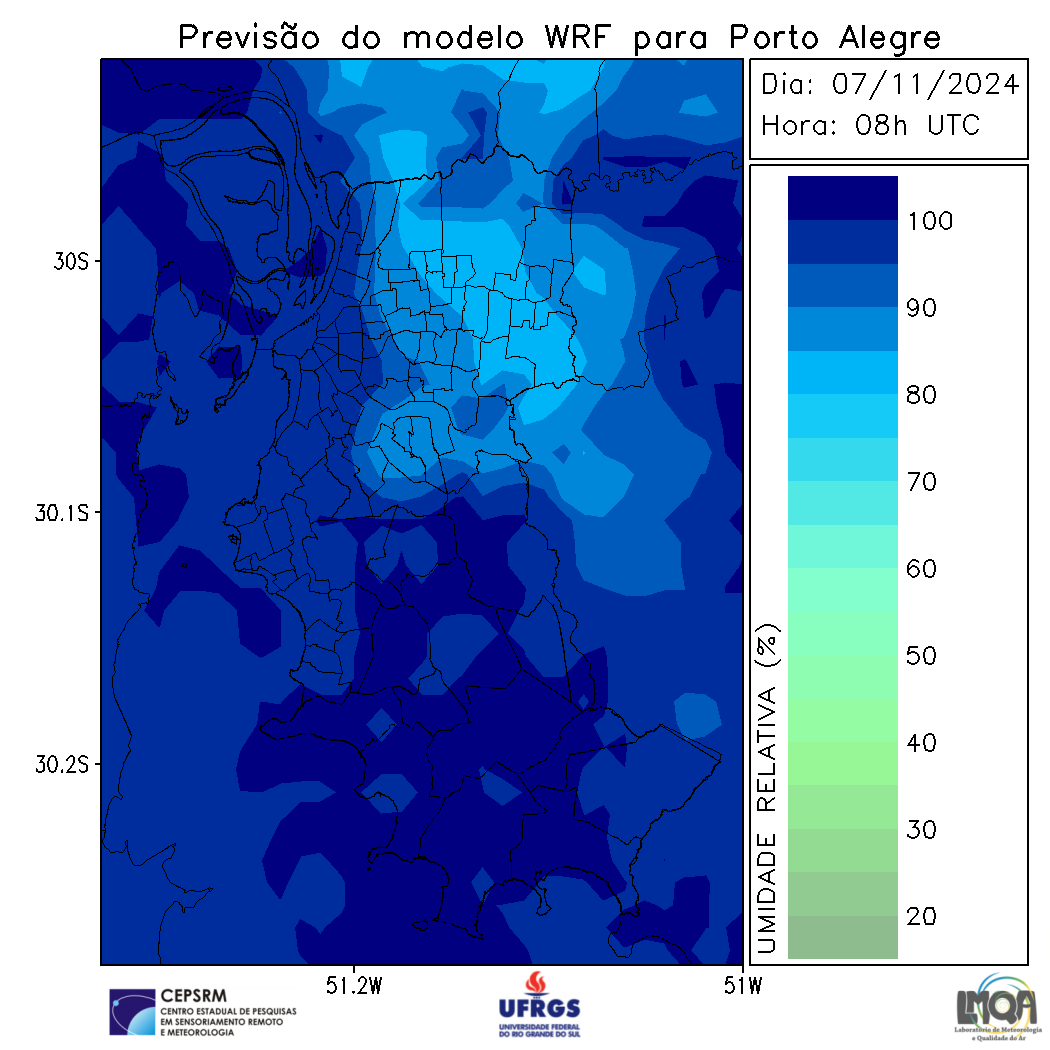 Previsão do modelo WRF para Porto Alegre
Dia: 07/11/2024
Hora: 08h UTC
30S
30.1S
30.2S
51.2W
51W
100
90
80
70
60
50
40
30
20
UMIDADE RELATIVA (%)
CEPSRM
CENTRO ESTADUAL DE PESQUISAS
EM SENSORIAMENTO REMOTO
E METEOROLOGIA
UFRGS
UNIVERSIDADE FEDERAL
DO RIO GRANDE DO SUL
LMQA
Laboratório de Meteorologia
e Qualidade do Ar